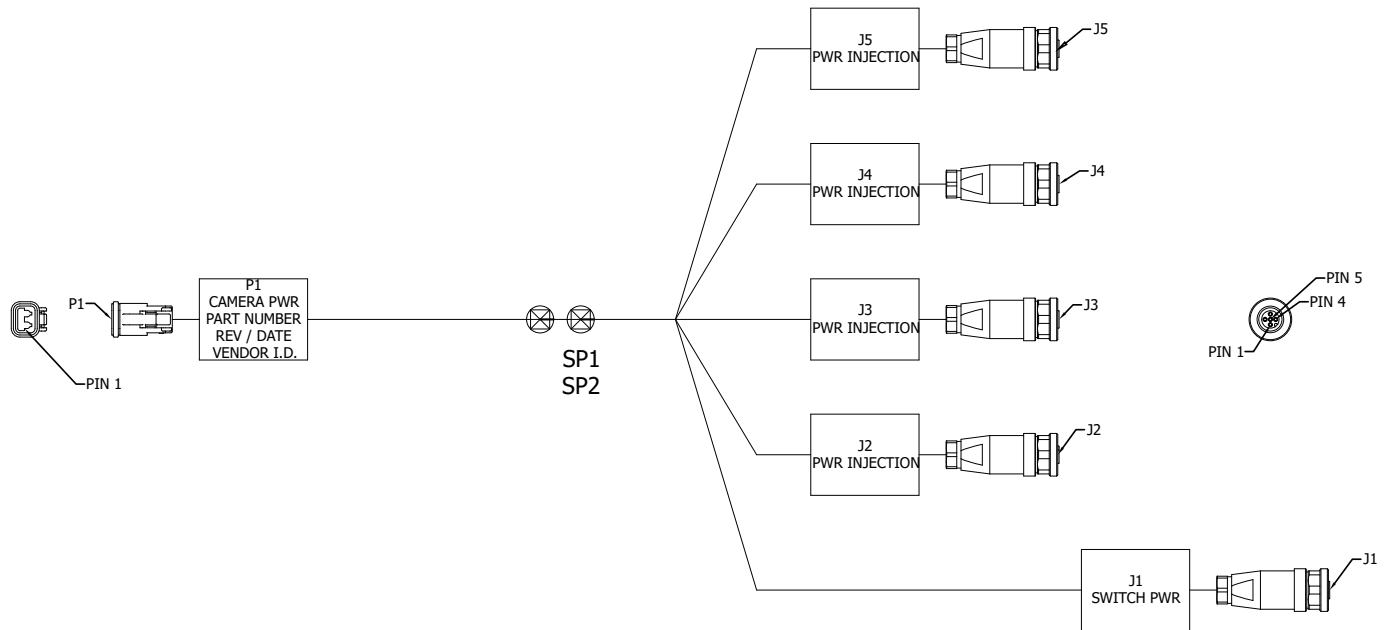 J5
PWR INJECTION
J5
J4
PWR INJECTION
J4
P1
P1
CAMERA PWR
PART NUMBER
REV / DATE
VENDOR I.D.
PIN 1
SP1
SP2
J3
PWR INJECTION
J3
PIN 5
PIN 4
PIN 1
J2
PWR INJECTION
J2
J1
SWITCH PWR
J1